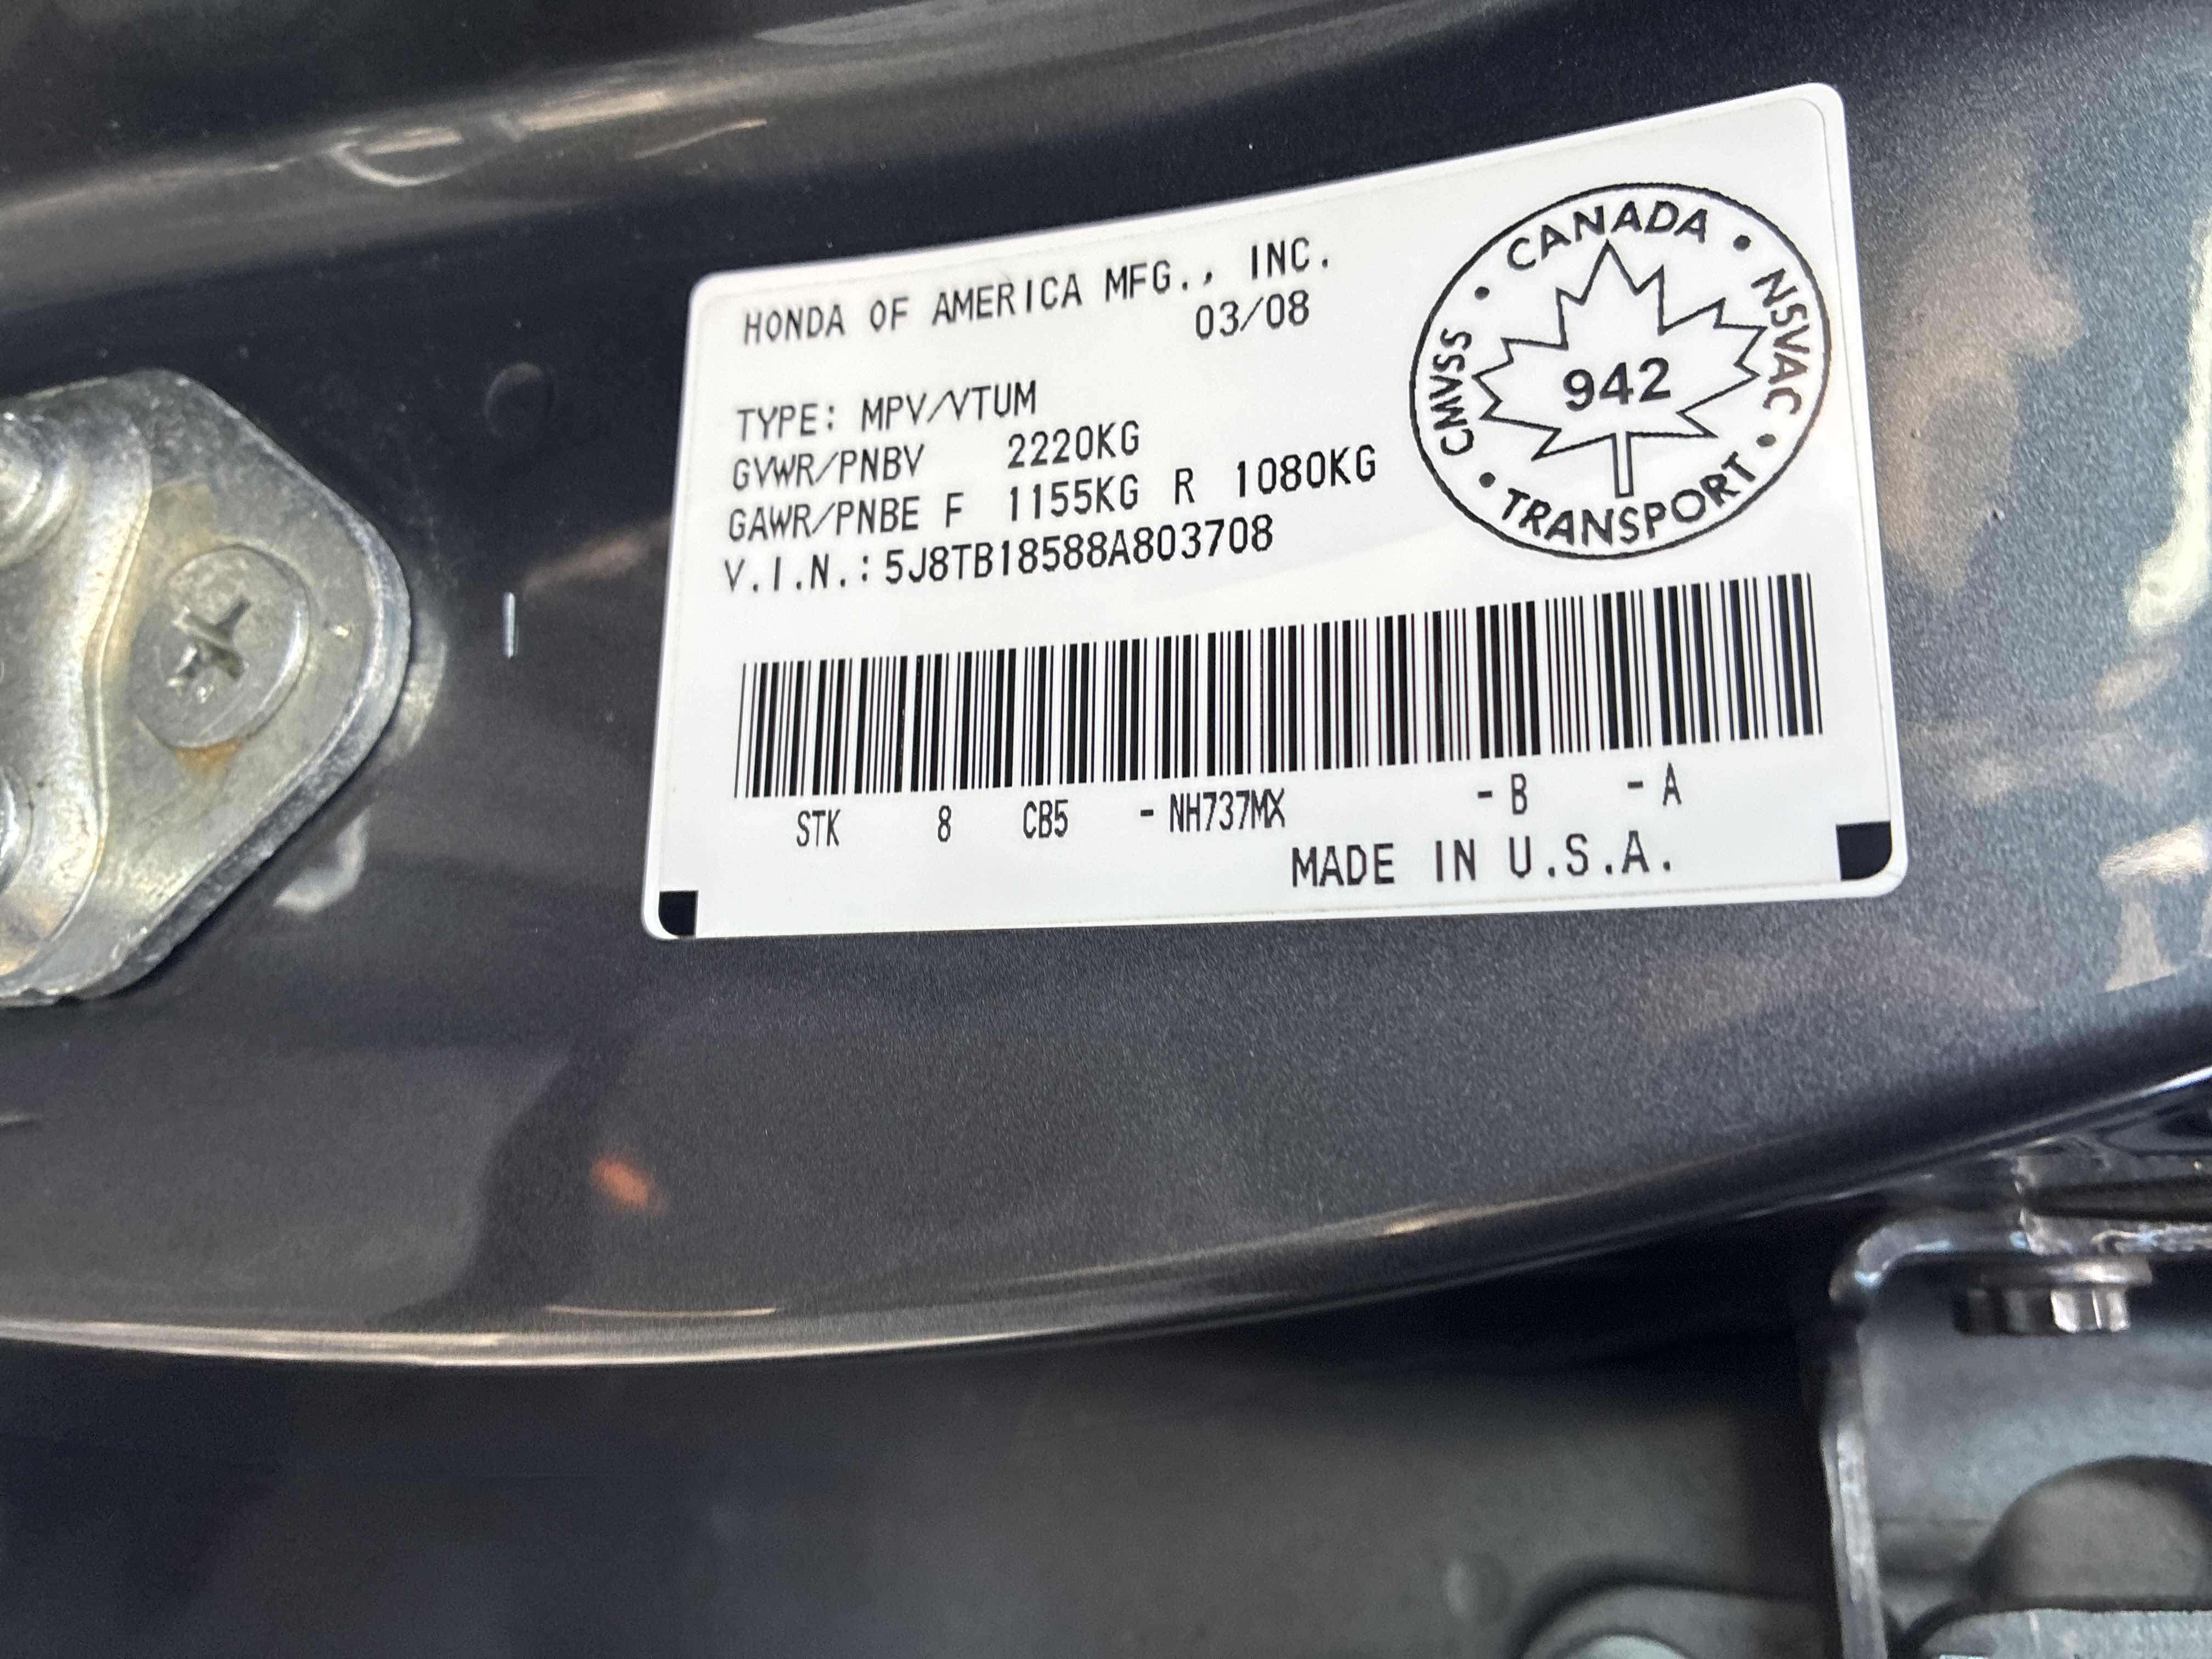 HONDA OF AMERICA MFG., INC.
03/08
TYPE: MPV/VTUM
GVWR/PNBV 2220KG
GAWR/PNBE F 1155KG R 1080KG
V.I.N.: 5J8TB18588A803708
CANADA • NSVAC • TRANSPORT • CMVSS •
942
STK 8 CB5 - NH737MX - B - A
MADE IN U.S.A.